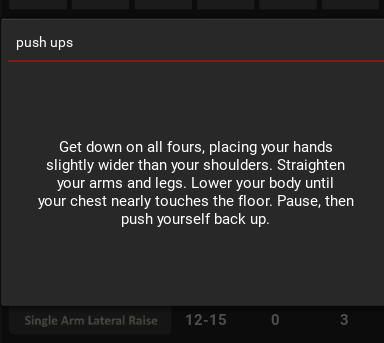 push ups
Get down on all fours, placing your hands
slightly wider than your shoulders. Straighten
your arms and legs. Lower your body until
your chest nearly touches the floor. Pause, then
push yourself back up.
Single Arm Lateral Raise 12-15 0 3